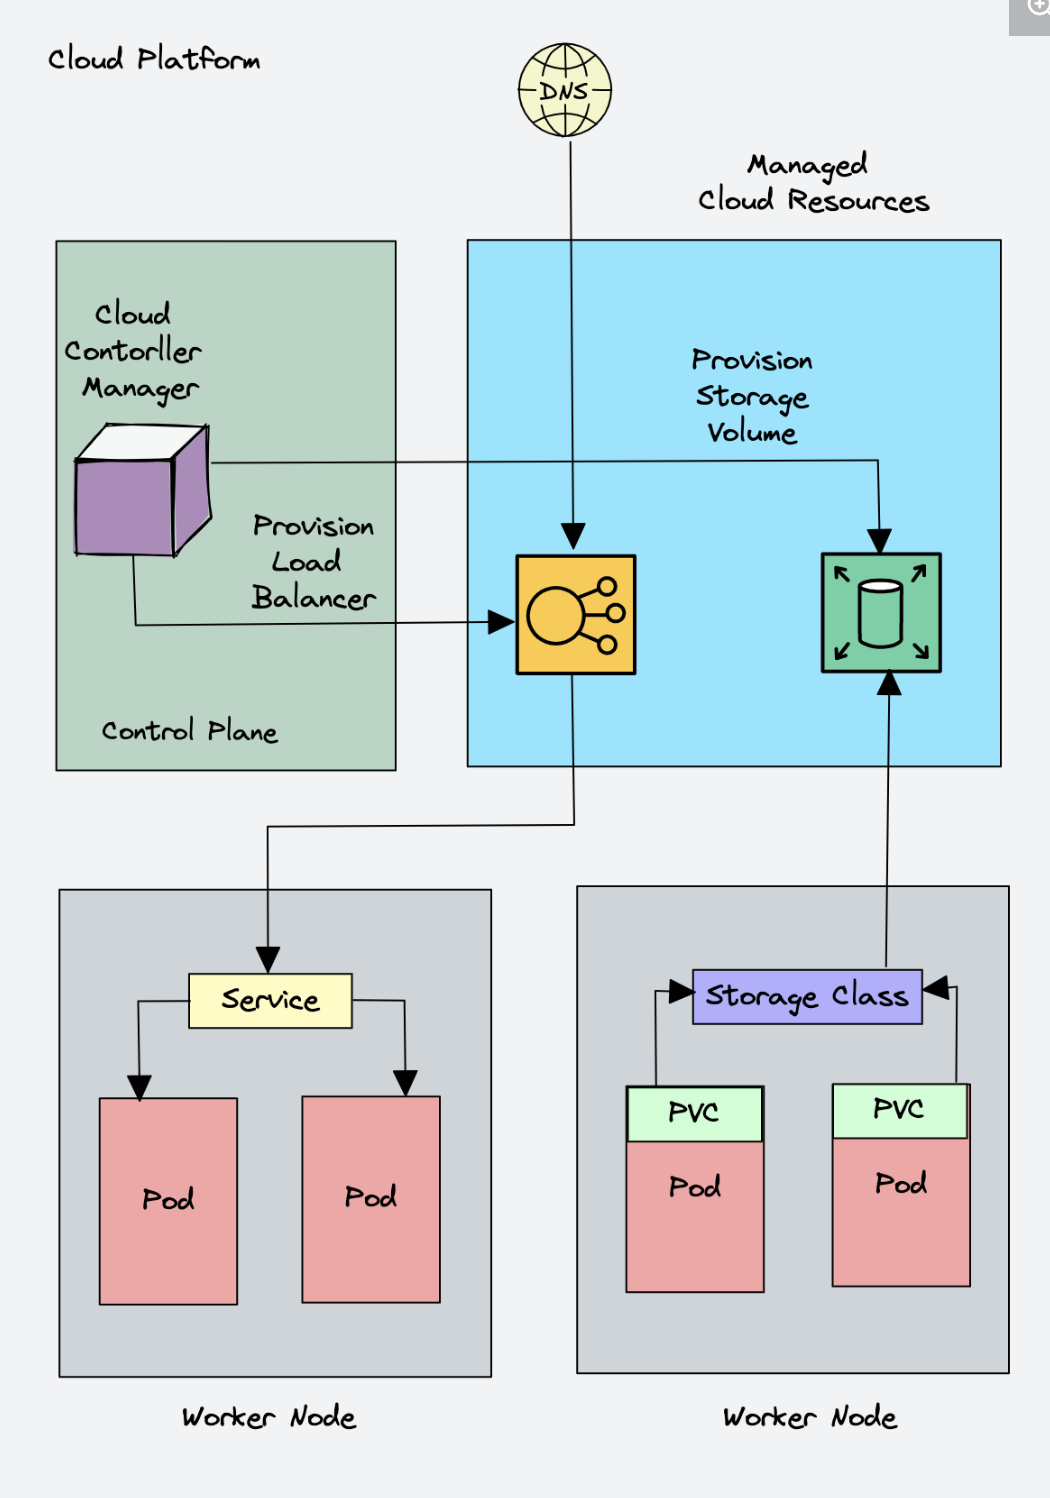 Cloud Platform
DNS
Managed
Cloud Resources
Cloud
Contorller
Manager
Provision
Storage
Volume
Provision
Load
Balancer
Control Plane
Service
Storage Class
Pod
Pod
PVC
Pod
PVC
Pod
Worker Node
Worker Node